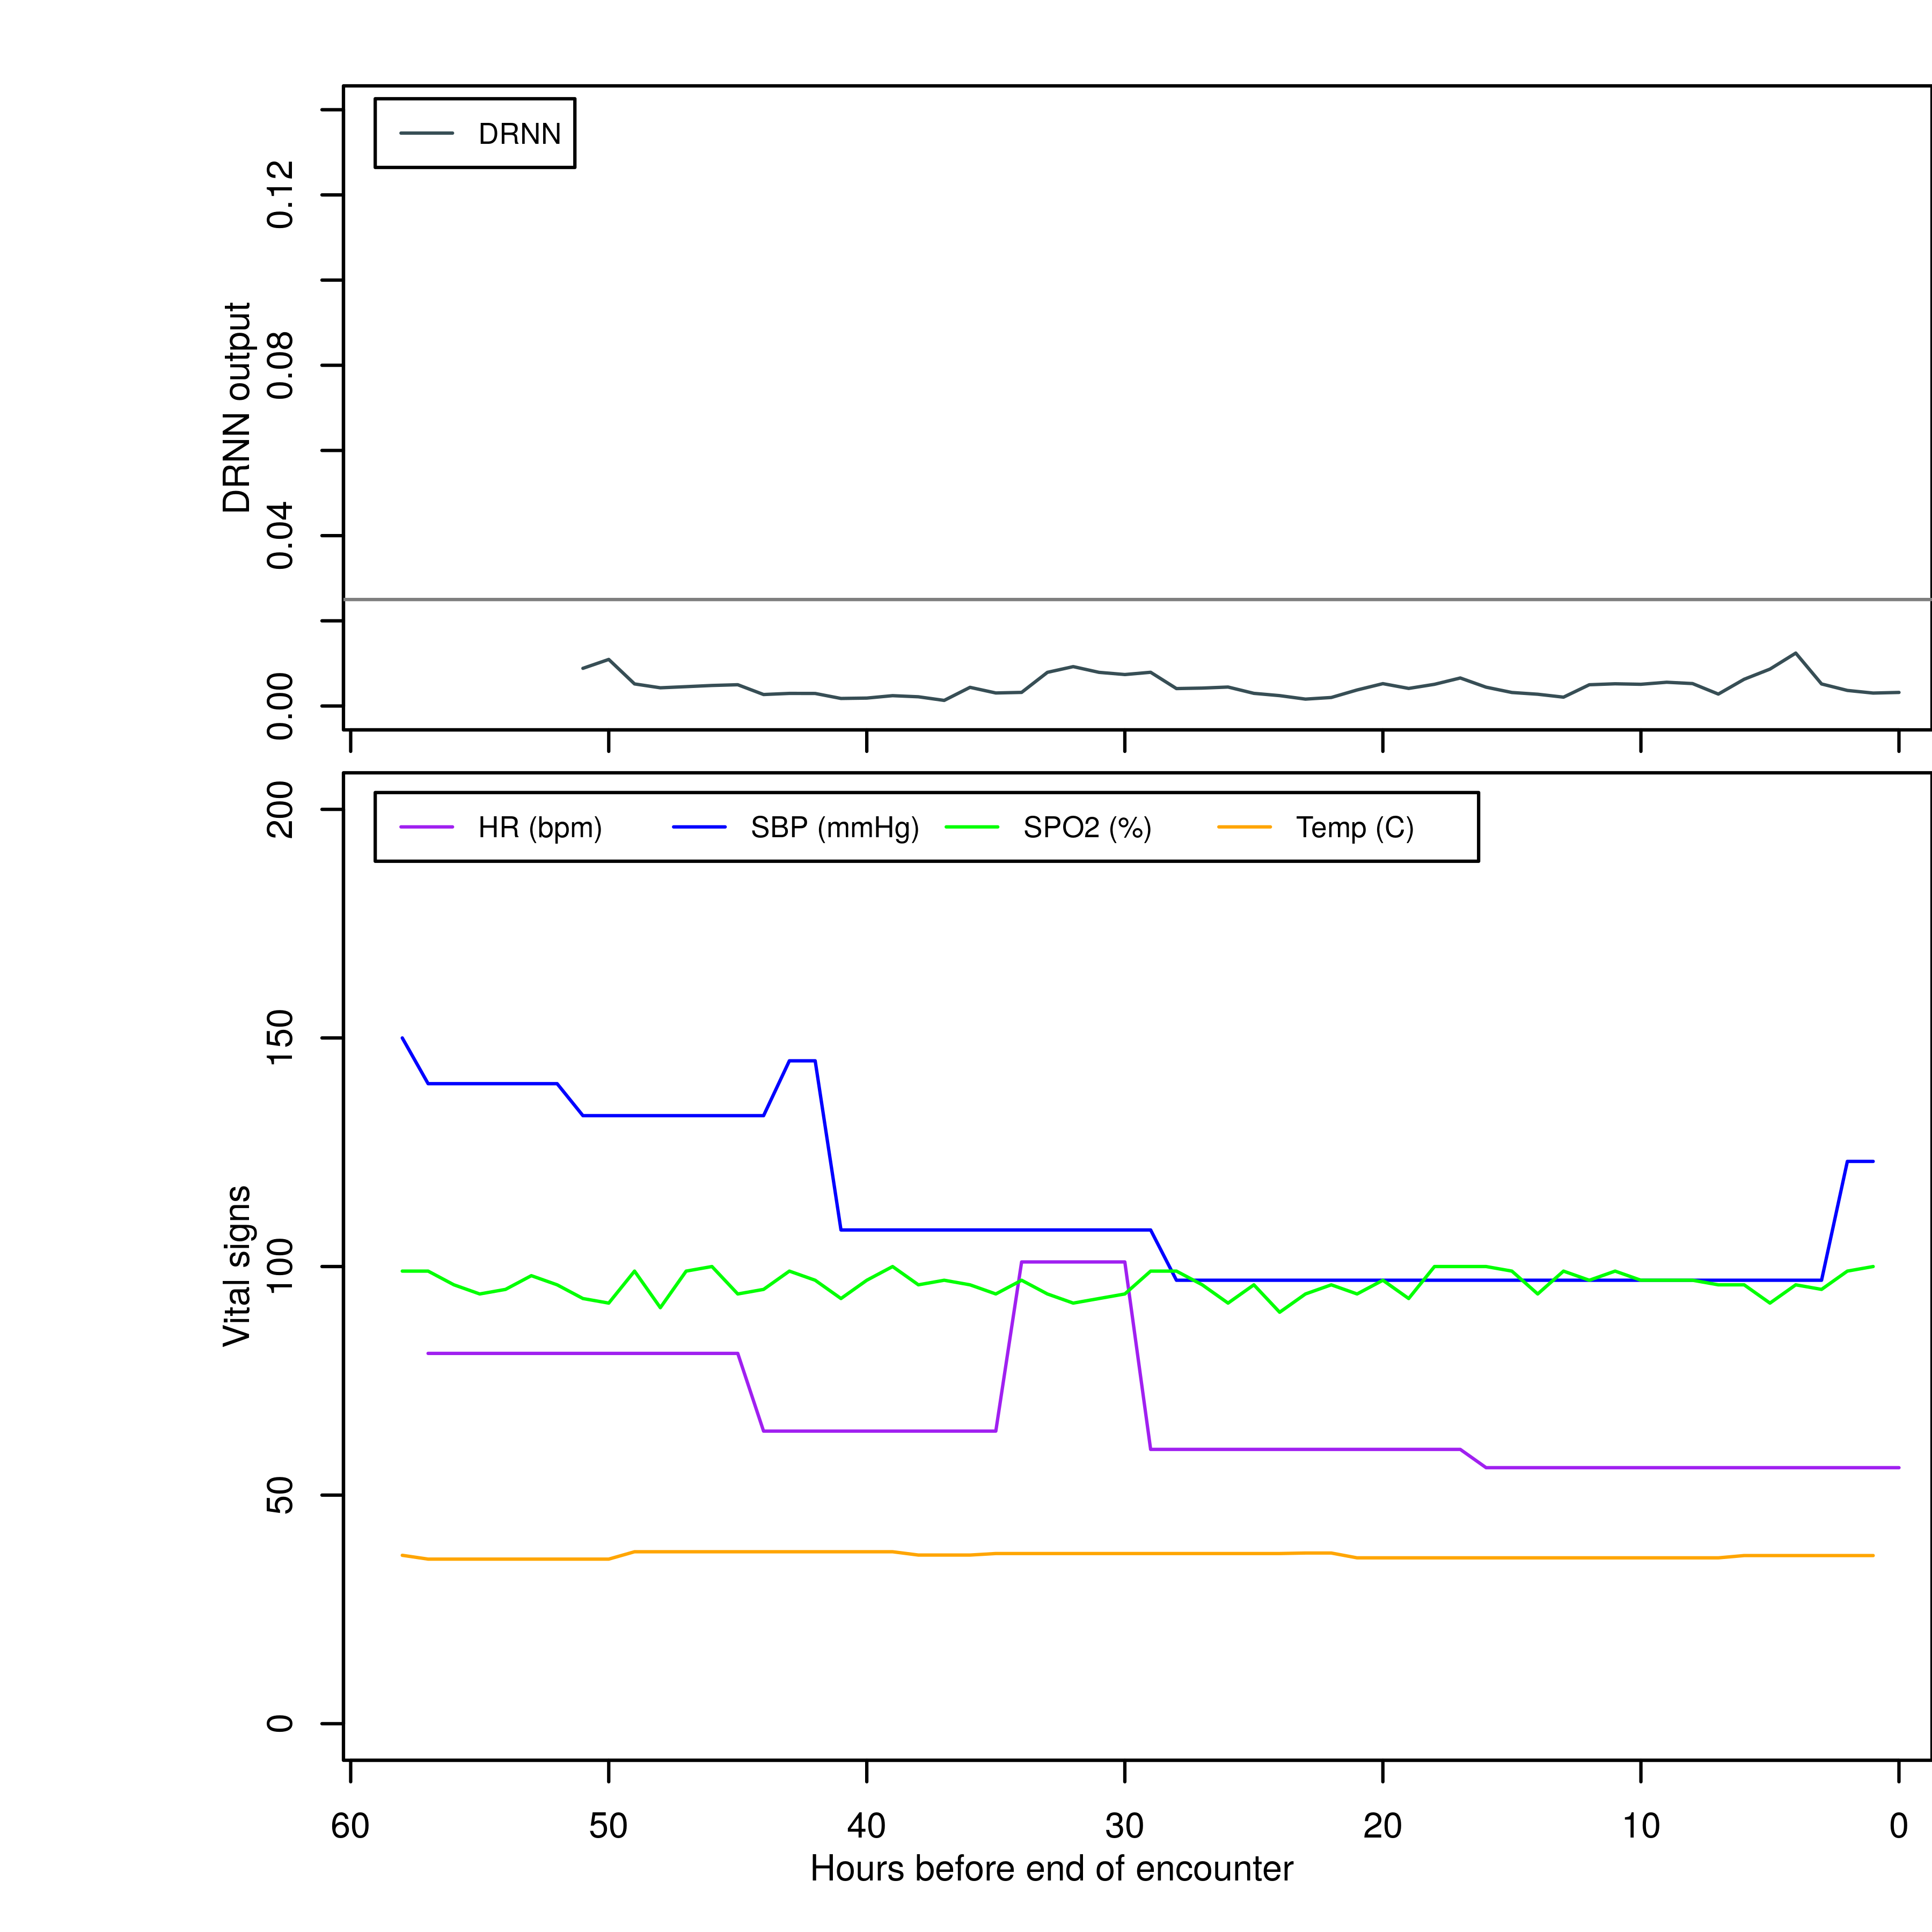 DRNN
DRNN output
0.12
0.08
0.04
0.00
HR (bpm) SBP (mmHg) SPO2 (%) Temp (C)
Vital signs
200
150
100
50
0
60 50 40 30 20 10 0
Hours before end of encounter